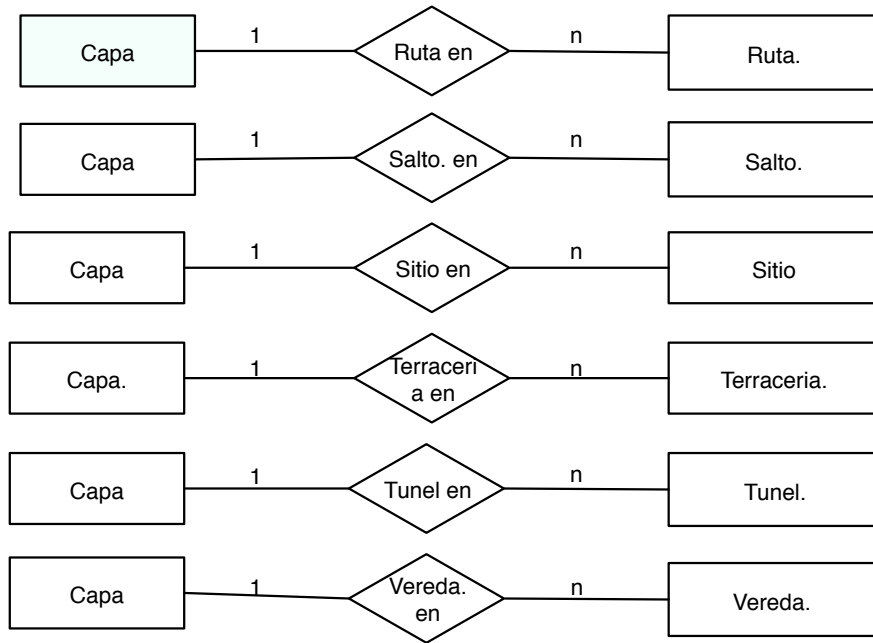 Capa 1 Ruta en n Ruta.
Capa 1 Salto. en n Salto.
Capa 1 Sitio en n Sitio
Capa. 1 Terraceri
a en n Terraceria.
Capa 1 Tunel en n Tunel.
Capa 1 Vereda.
en n Vereda.